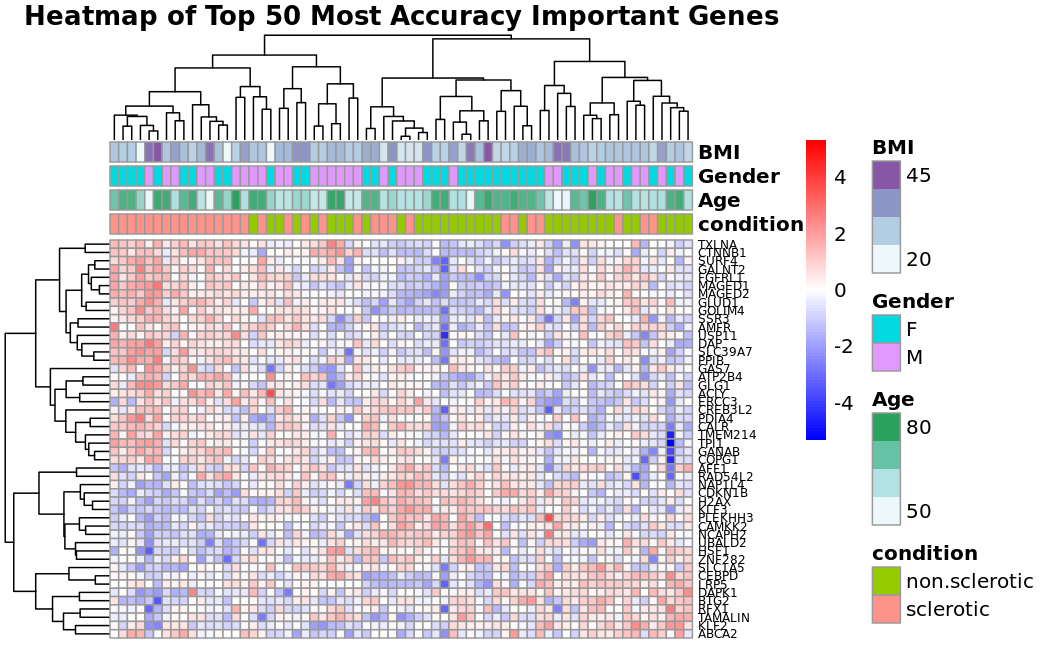 Heatmap of Top 50 Most Accuracy Important Genes
BMI
Gender
Age
condition
TXLNA
CTNNB1
SURF4
GALNT2
FGFRL1
MAGED1
MAGED2
GLUD1
GOLIM4
SSR3
AMFR
USP11
DAP
SLC39A7
PPIB
GAS7
ATP2B4
GLG1
ACLY
ERCC3
CREB3L2
PDIA4
CALR
TMEM214
TPI1
GANAB
COPG1
AFF1
RAD54L2
NAP1L4
CDKN1B
H2AX
KLF3
PLEKHH3
CAMKK2
NCAPH2
UBALD2
HSF1
ZNF282
SLC1A5
CEBPD
LRP5
DAPK1
BTG2
RFX1
TAMALIN
KLF2
ABCA2
4
2
0
-2
-4
BMI
45
20
Gender
F
M
Age
80
50
condition
non.sclerotic
sclerotic